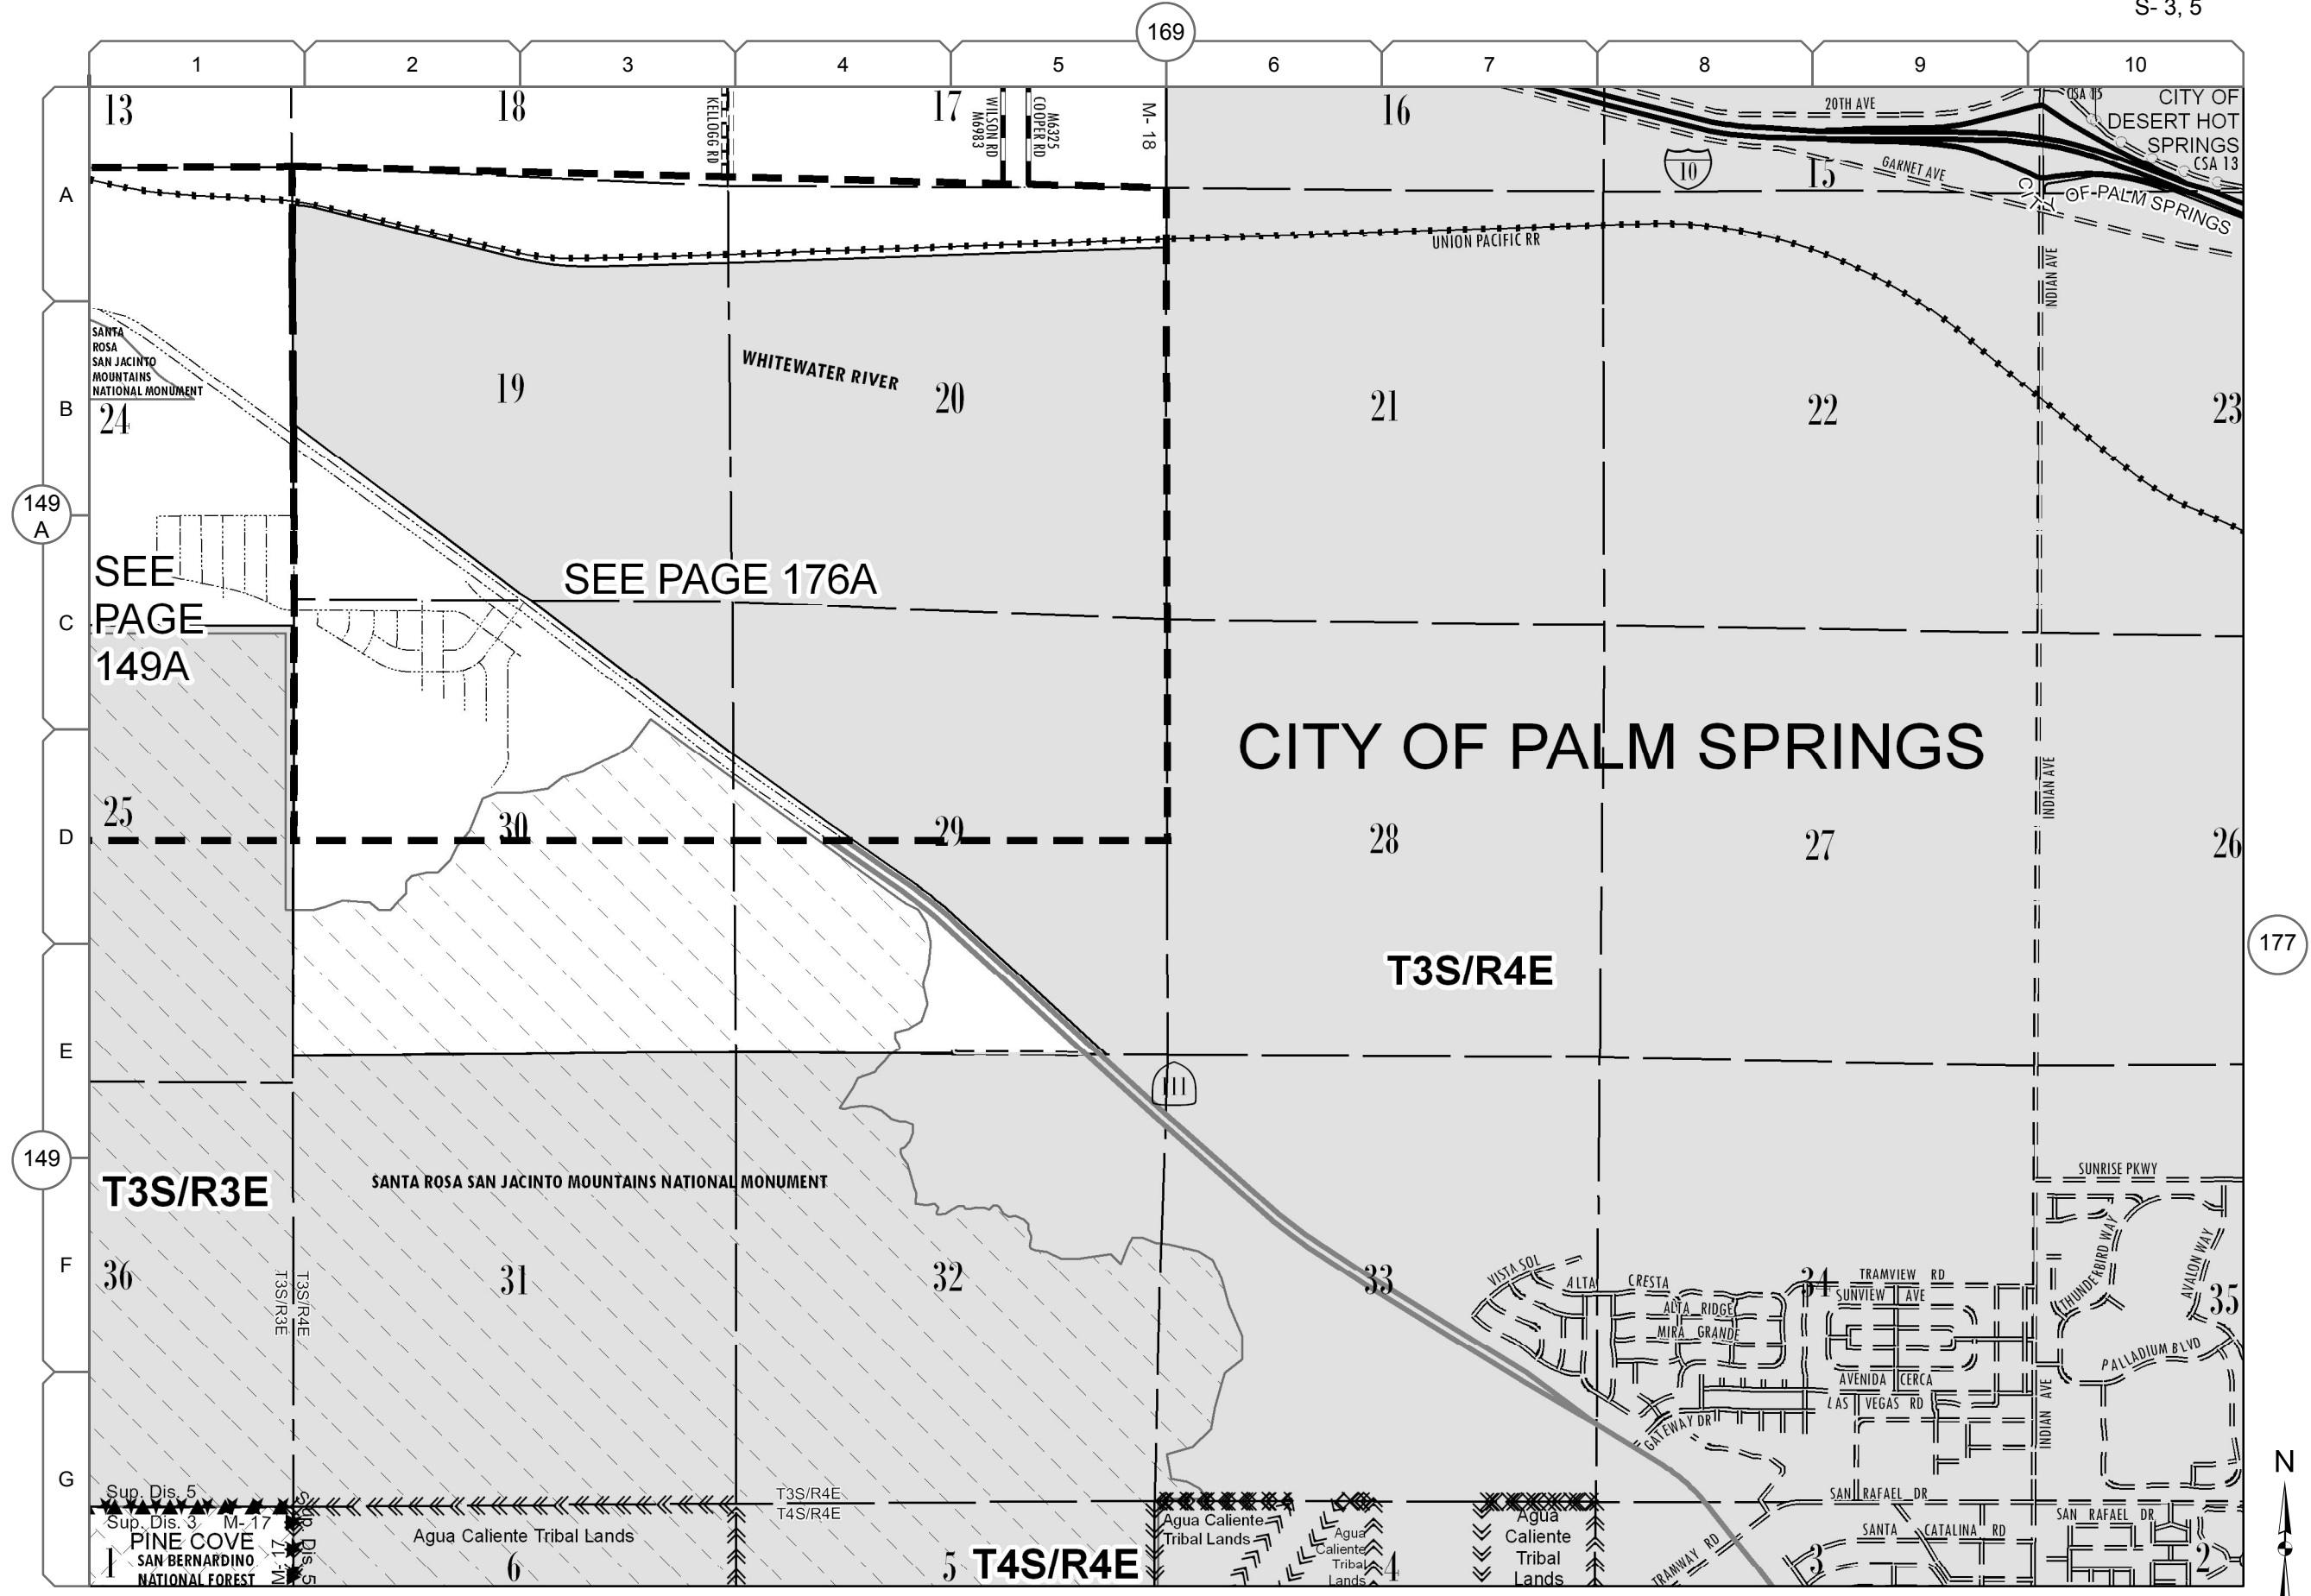 S- 3, 5
169
1 2 3 4 5 6 7 8 9 10
13
18
KELLOGG RD
17
WILSON RD
M6983
COOPER RD
M6325
M- 18
16
20TH AVE
CSA 15
CITY OF
DESERT HOT
SPRINGS
CSA 13
10
15
GARNET AVE
CITY OF PALM SPRINGS
A
UNION PACIFIC RR
INDIAN AVE
SANTA
ROSA
SAN JACINTO
MOUNTAINS
NATIONAL MONUMENT
24
WHITEWATER RIVER
19
20
21
22
23
B
149
A
SEE
PAGE
149A
SEE PAGE 176A
C
CITY OF PALM SPRINGS
INDIAN AVE
25
30
29
28
27
26
D
177
T3S/R4E
E
111
149
T3S/R3E
SANTA ROSA SAN JACINTO MOUNTAINS NATIONAL MONUMENT
SUNRISE PKWY
THUNDERBIRD WAY
AVALON WAY
F
36
T3S/R3E
T3S/R4E
31
32
33
VISTA SOL
ALTA CRESTA
ALTA RIDGE
MIRA GRANDE
34
TRAMVIEW RD
SUNVIEW AVE
35
PALLADIUM BLVD
AVENIDA CERCA
LAS VEGAS RD
GATEWAY DR
INDIAN AVE
G
N
Sup. Dis. 5
Sup. Dis. 3 M- 17
PINE COVE
SAN BERNARDINO
NATIONAL FOREST
1
M- 17
Sup. Dis. 5
T3S/R4E
T4S/R4E
Agua Caliente Tribal Lands
6
5
T4S/R4E
Agua Caliente
Tribal Lands
Agua
Caliente
Tribal
Lands
4
Agua
Caliente
Tribal
Lands
SAN RAFAEL DR
SAN RAFAEL DR
SANTA CATALINA RD
TRAMWAY RD
3
2